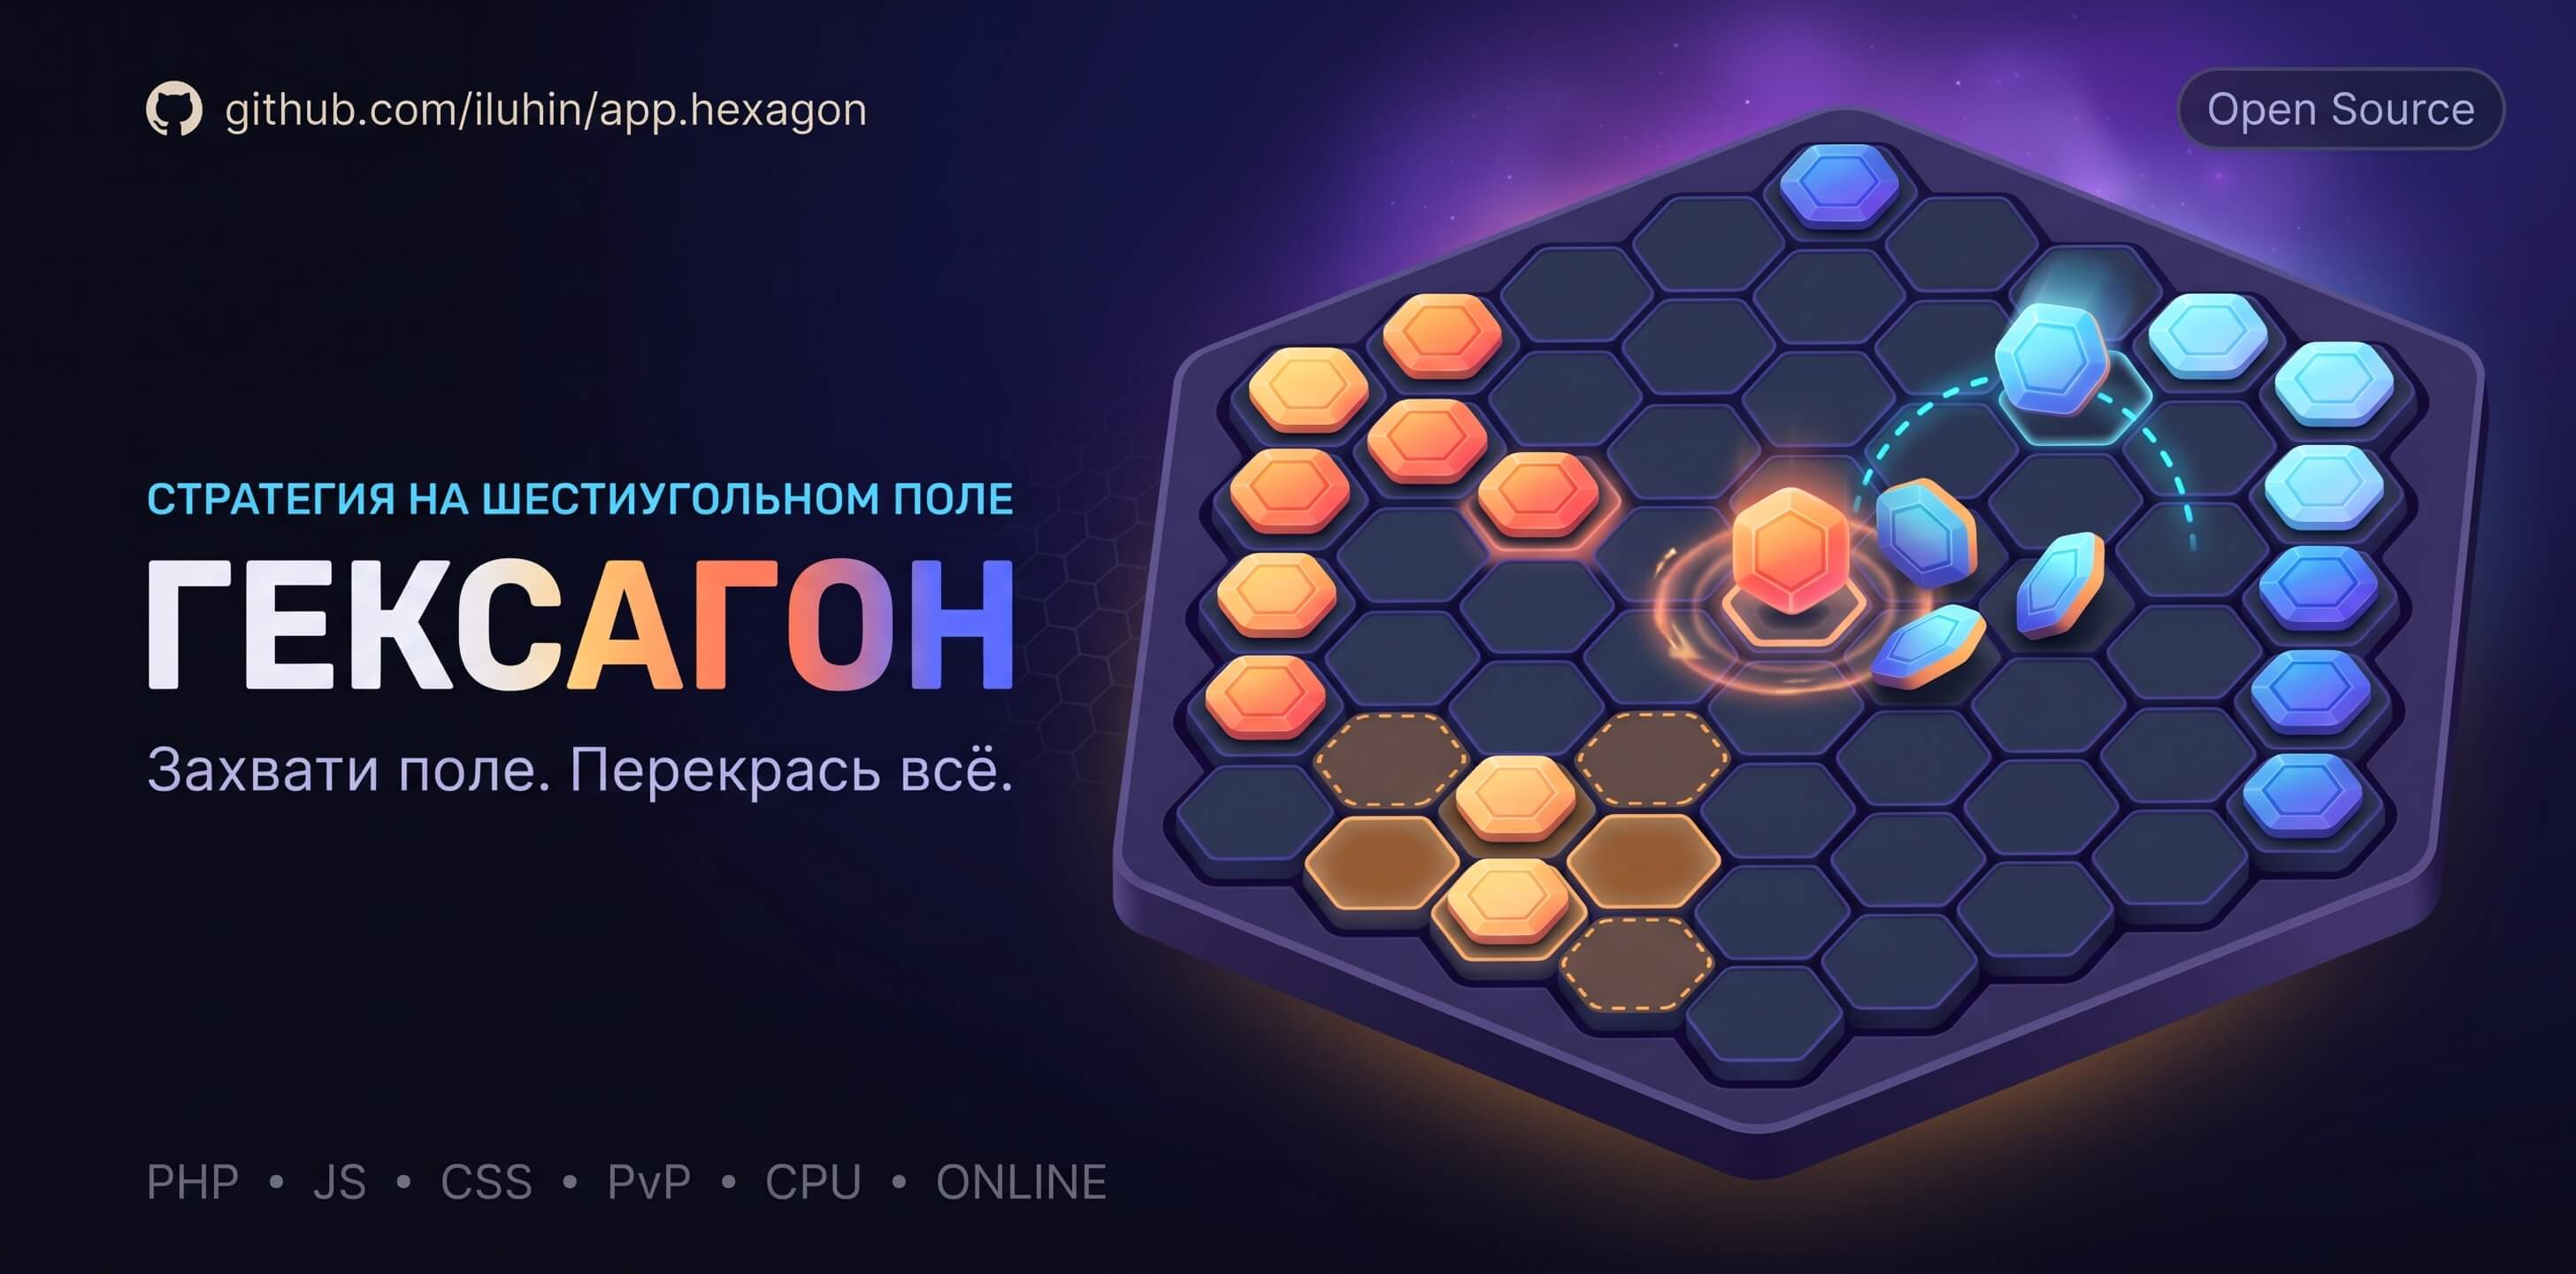 github.com/iluhin/app.hexagon
Open Source
СТРАТЕГИЯ НА ШЕСТИУГОЛЬНОМ ПОЛЕ
ГЕКСАГОН
Захвати поле. Перекрась всё.
PHP • JS • CSS • PvP • CPU • ONLINE